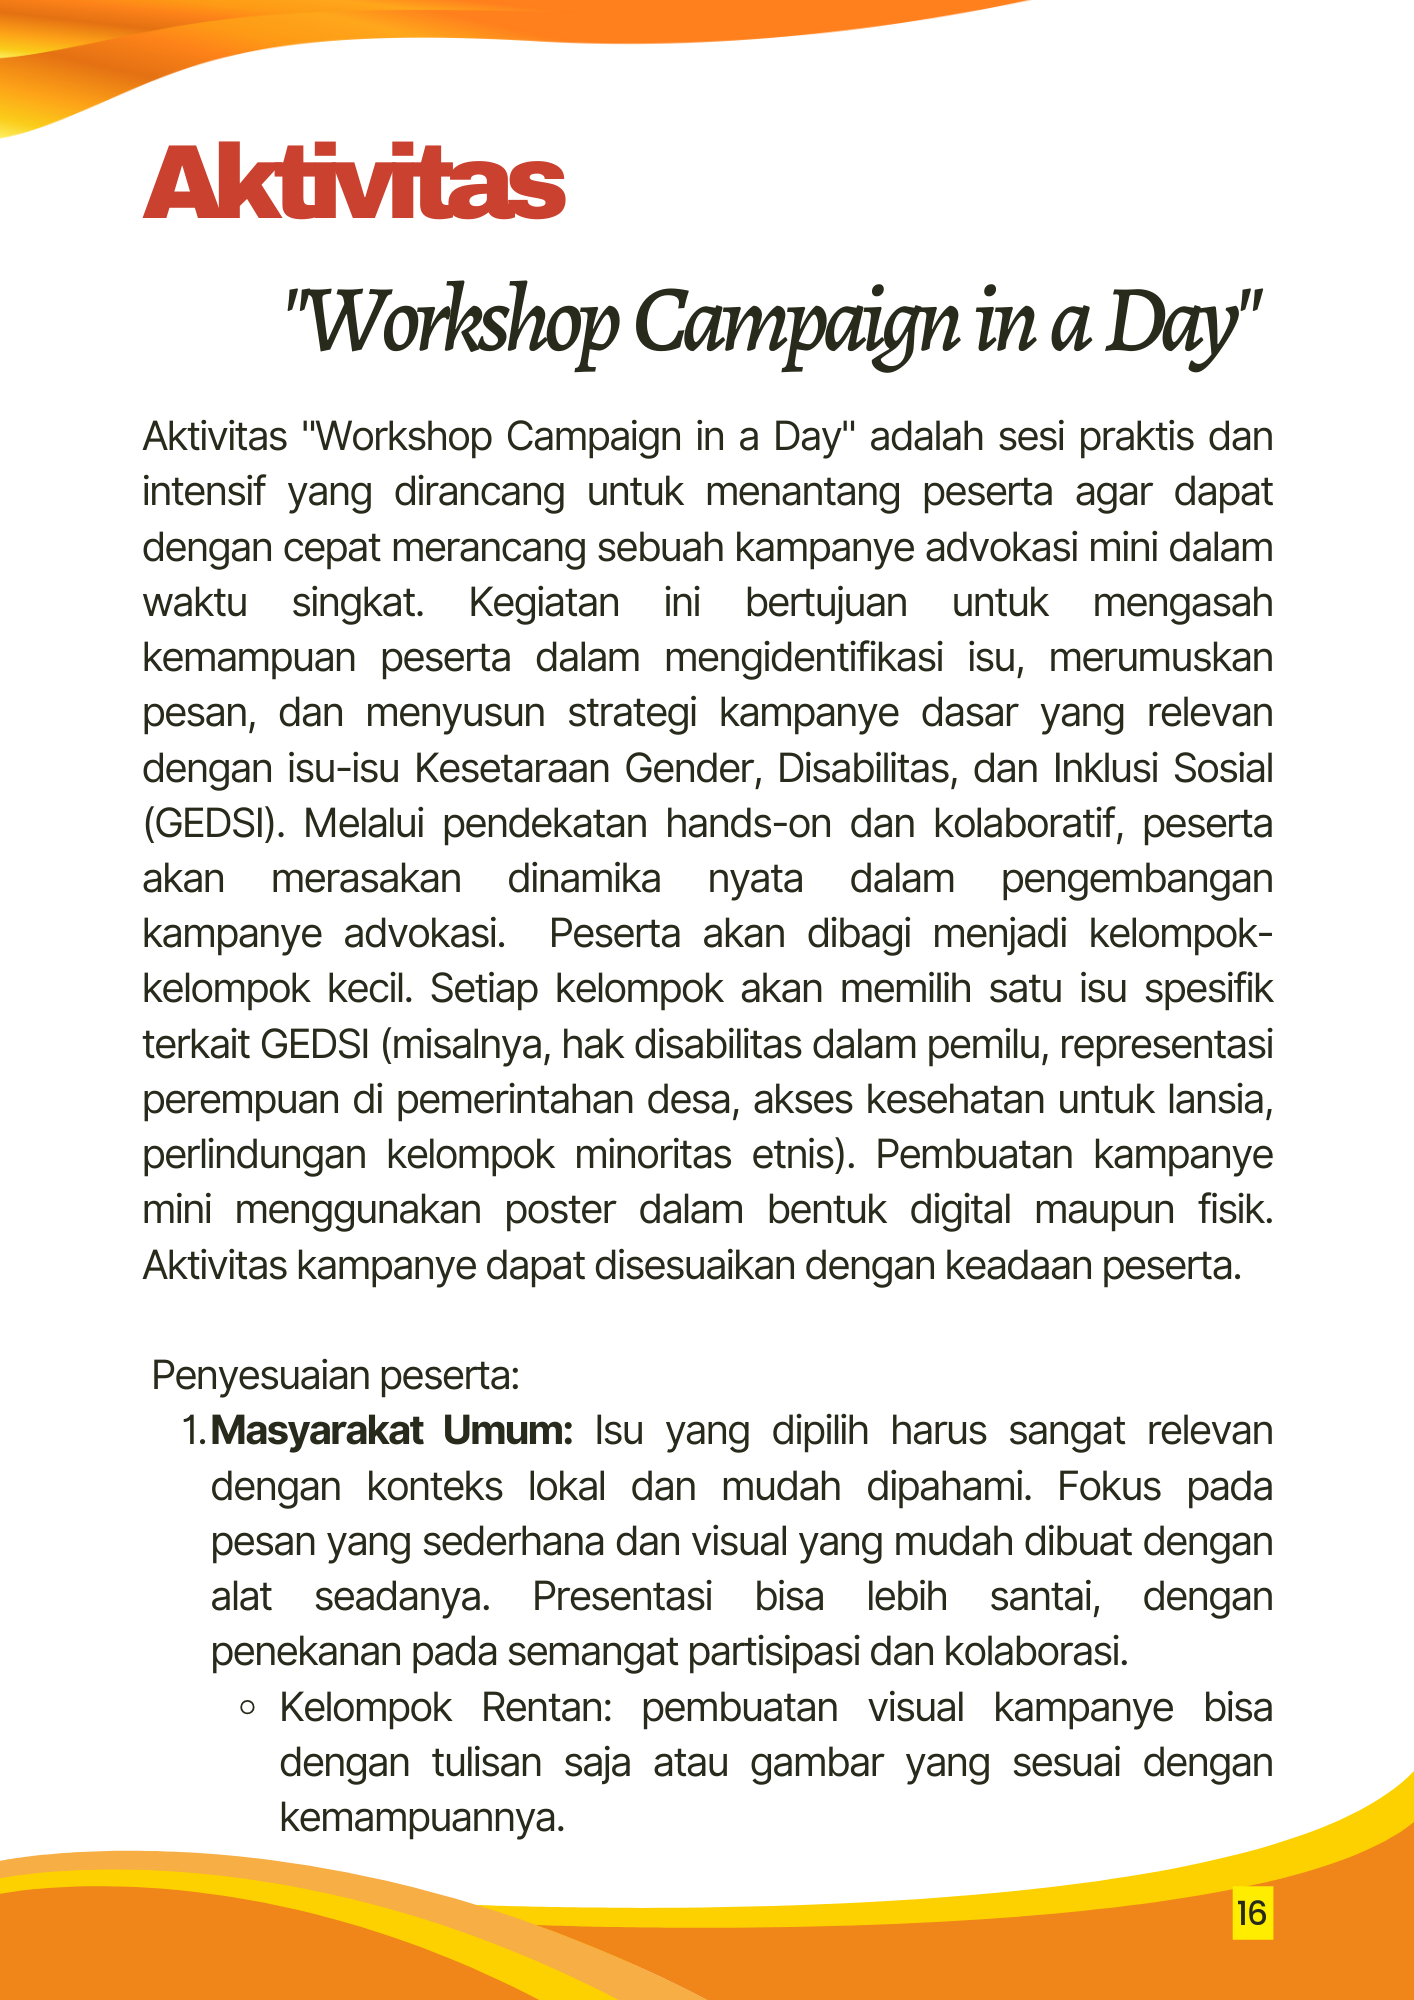 Aktivitas
"Workshop Campaign in a Day"
Aktivitas "Workshop Campaign in a Day" adalah sesi praktis dan
intensif yang dirancang untuk menantang peserta agar dapat
dengan cepat merancang sebuah kampanye advokasi mini dalam
waktu singkat. Kegiatan ini bertujuan untuk mengasah
kemampuan peserta dalam mengidentifikasi isu, merumuskan
pesan, dan menyusun strategi kampanye dasar yang relevan
dengan isu-isu Kesetaraan Gender, Disabilitas, dan Inklusi Sosial
(GEDSI). Melalui pendekatan hands-on dan kolaboratif, peserta
akan merasakan dinamika nyata dalam pengembangan
kampanye advokasi. Peserta akan dibagi menjadi kelompok-
kelompok kecil. Setiap kelompok akan memilih satu isu spesifik
terkait GEDSI (misalnya, hak disabilitas dalam pemilu, representasi
perempuan di pemerintahan desa, akses kesehatan untuk lansia,
perlindungan kelompok minoritas etnis). Pembuatan kampanye
mini menggunakan poster dalam bentuk digital maupun fisik.
Aktivitas kampanye dapat disesuaikan dengan keadaan peserta.
Penyesuaian peserta:
1. Masyarakat Umum: Isu yang dipilih harus sangat relevan
dengan konteks lokal dan mudah dipahami. Fokus pada
pesan yang sederhana dan visual yang mudah dibuat dengan
alat seadanya. Presentasi bisa lebih santai, dengan
penekanan pada semangat partisipasi dan kolaborasi.
◦ Kelompok Rentan: pembuatan visual kampanye bisa
dengan tulisan saja atau gambar yang sesuai dengan
kemampuannya.
16